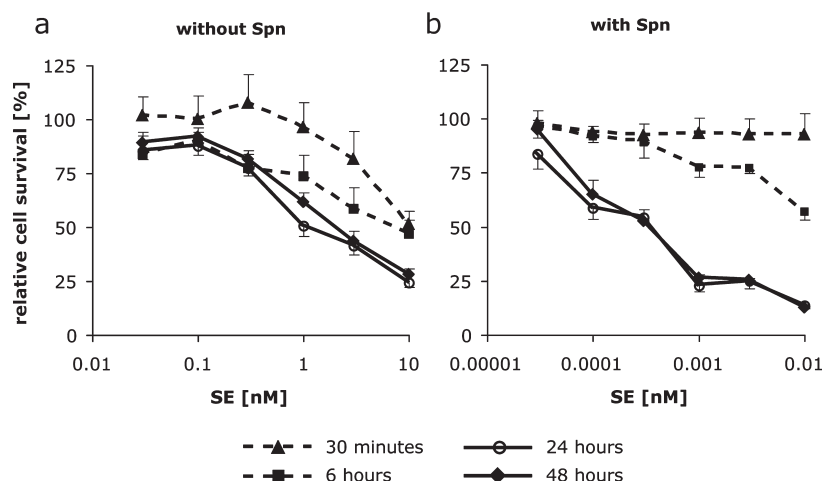 a
without Spn
b
with Spn
relative cell survival [%]
125
100
75
50
25
0
0.01
0.1
1
10
SE [nM]
125
100
75
50
25
0
0.00001
0.0001
0.001
0.01
SE [nM]
30 minutes
24 hours
6 hours
48 hours